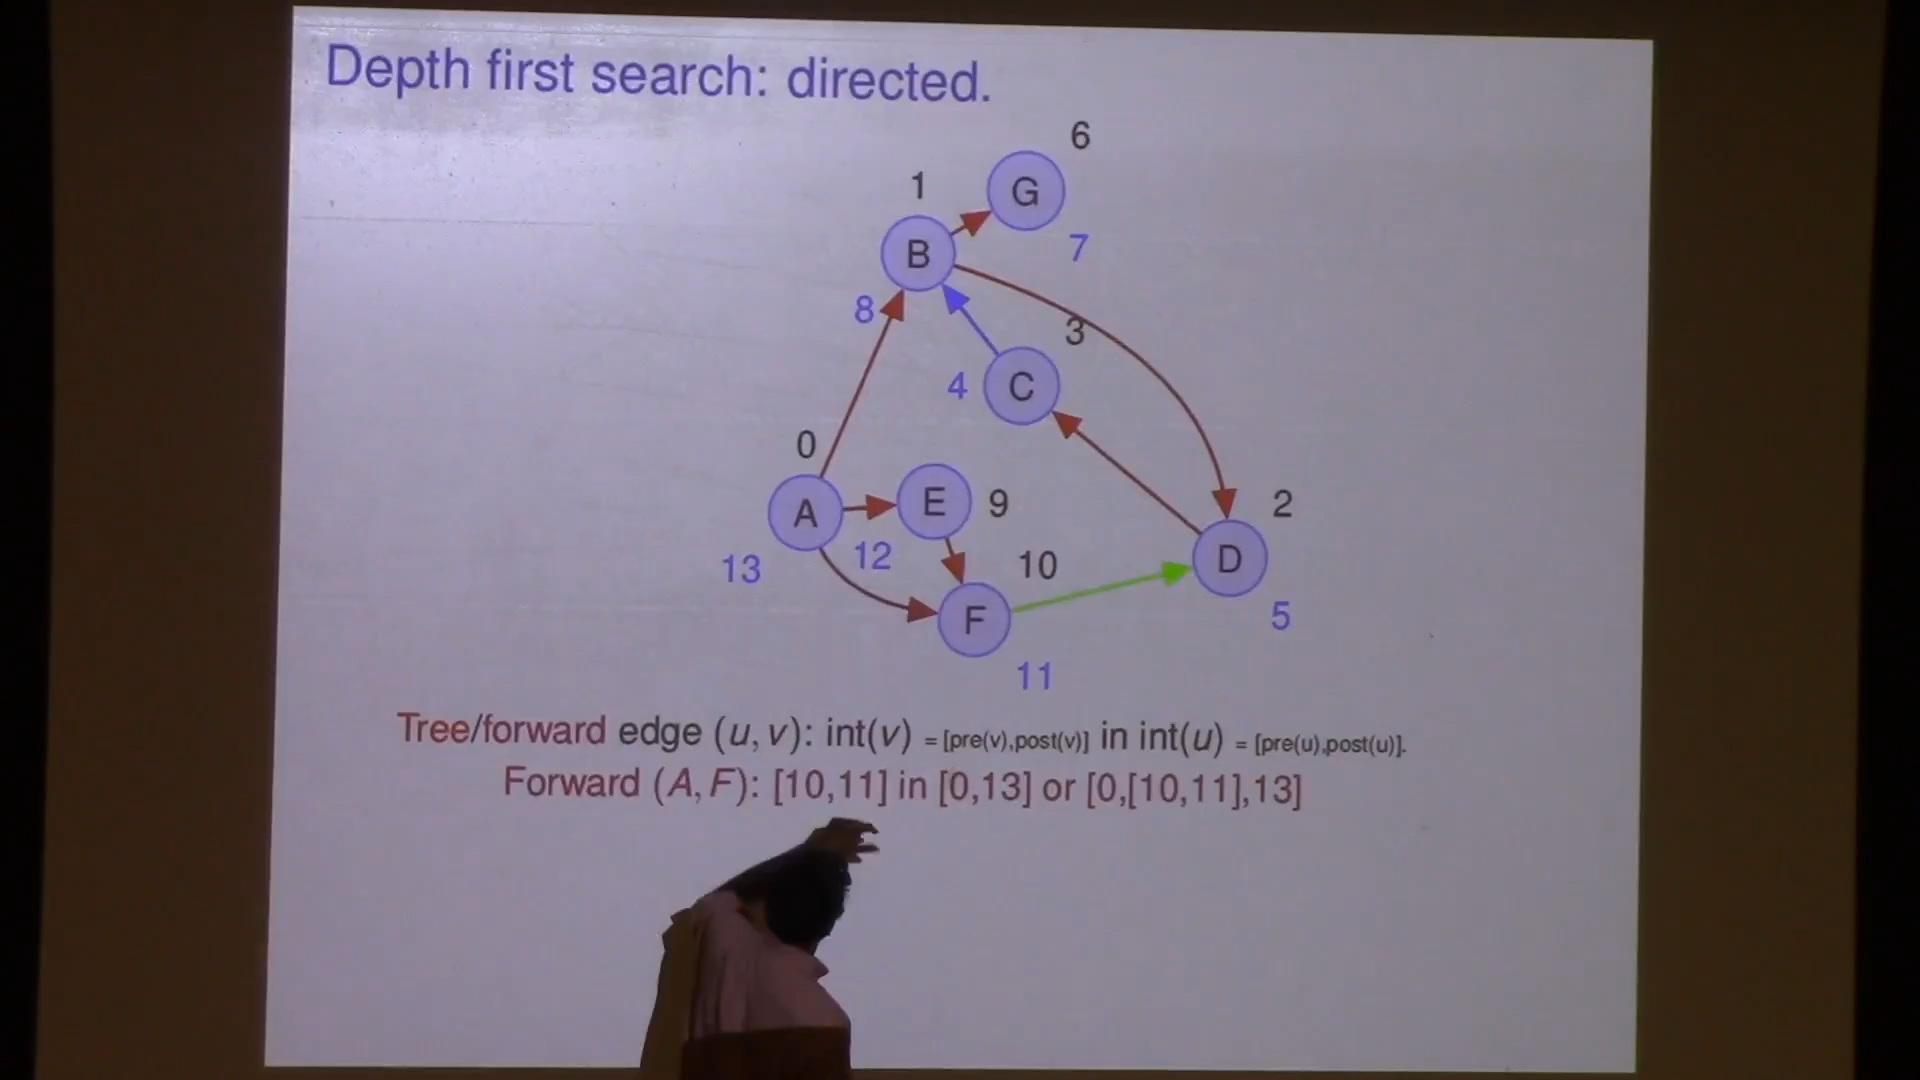 Depth first search: directed.
6
1
G
7
B
8
3
4
C
0
A
E
9
2
13
12
10
D
F
5
11
Tree/forward edge (u, v): int(v) = [pre(v),post(v)] in int(u) = [pre(u),post(u)].
Forward (A, F): [10,11] in [0,13] or [0,[10,11],13]